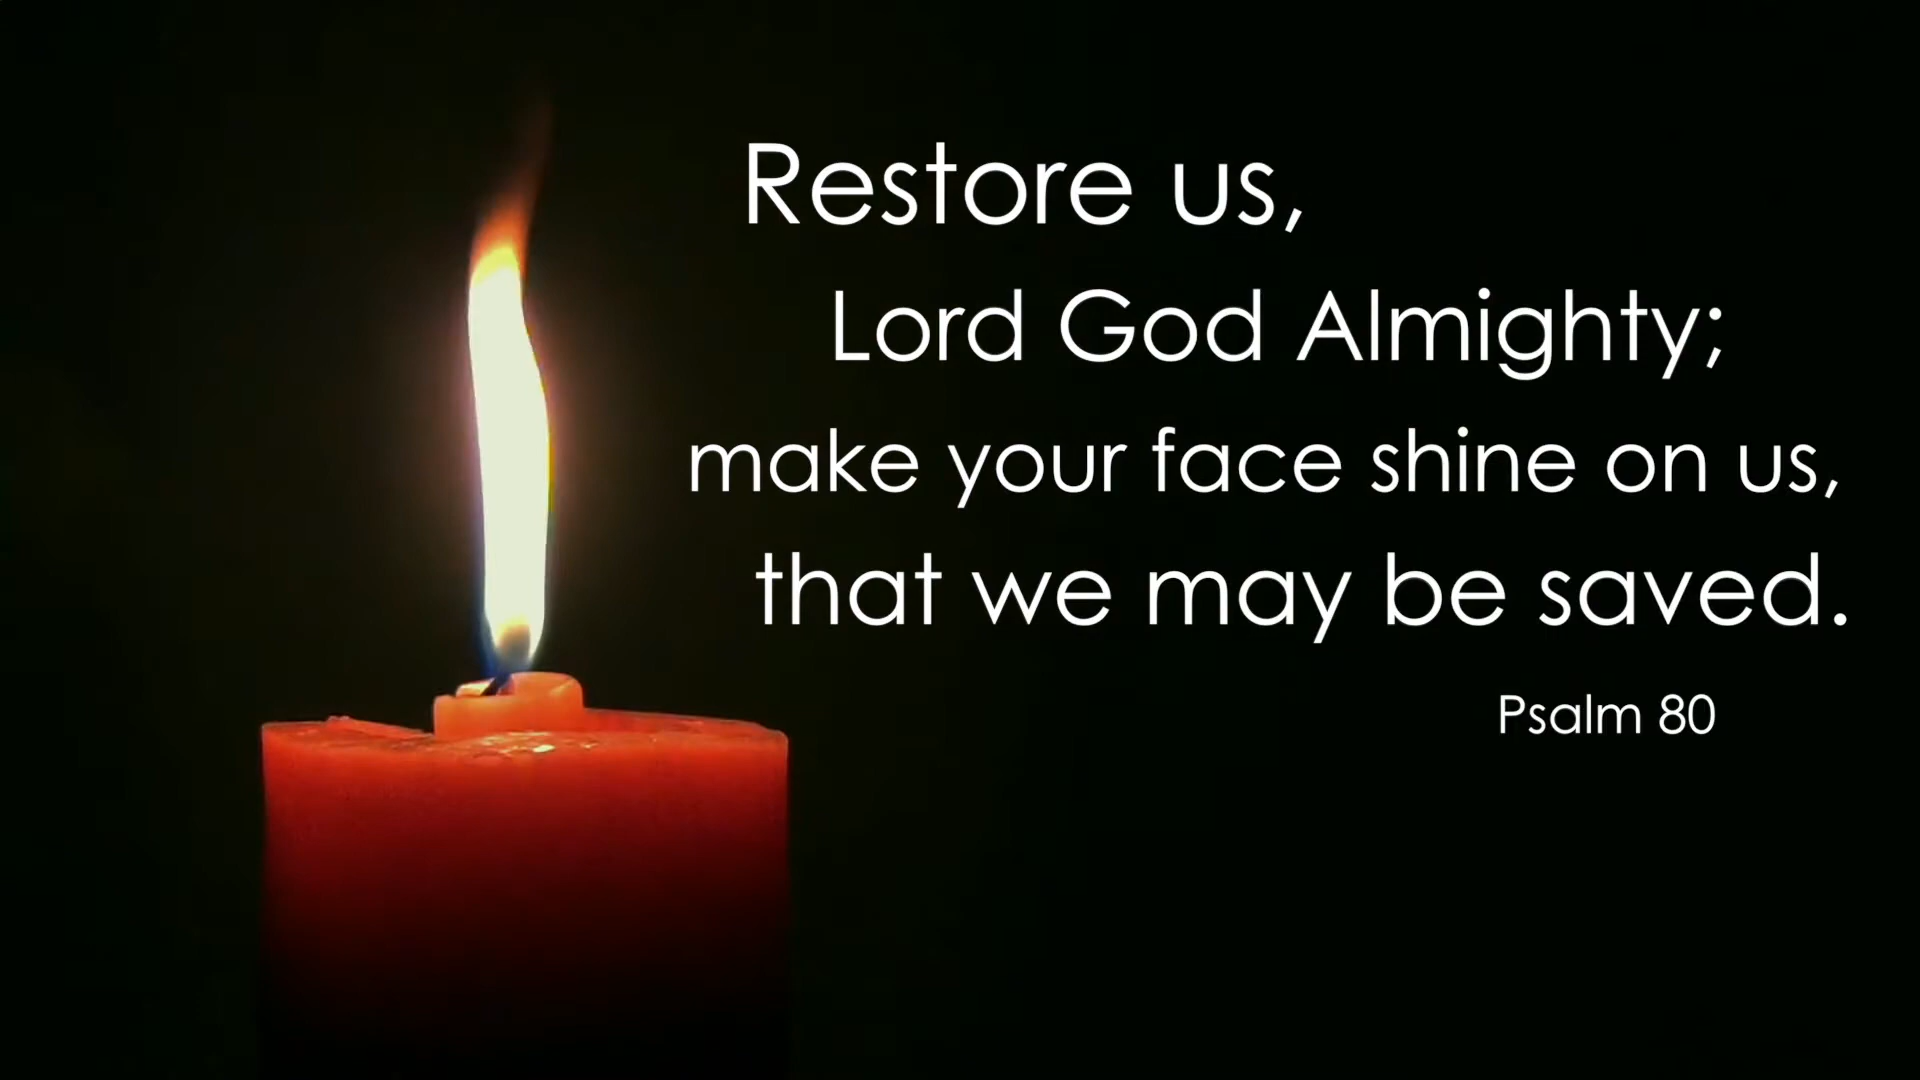 Restore us,
Lord God Almighty;
make your face shine on us,
that we may be saved.
Psalm 80